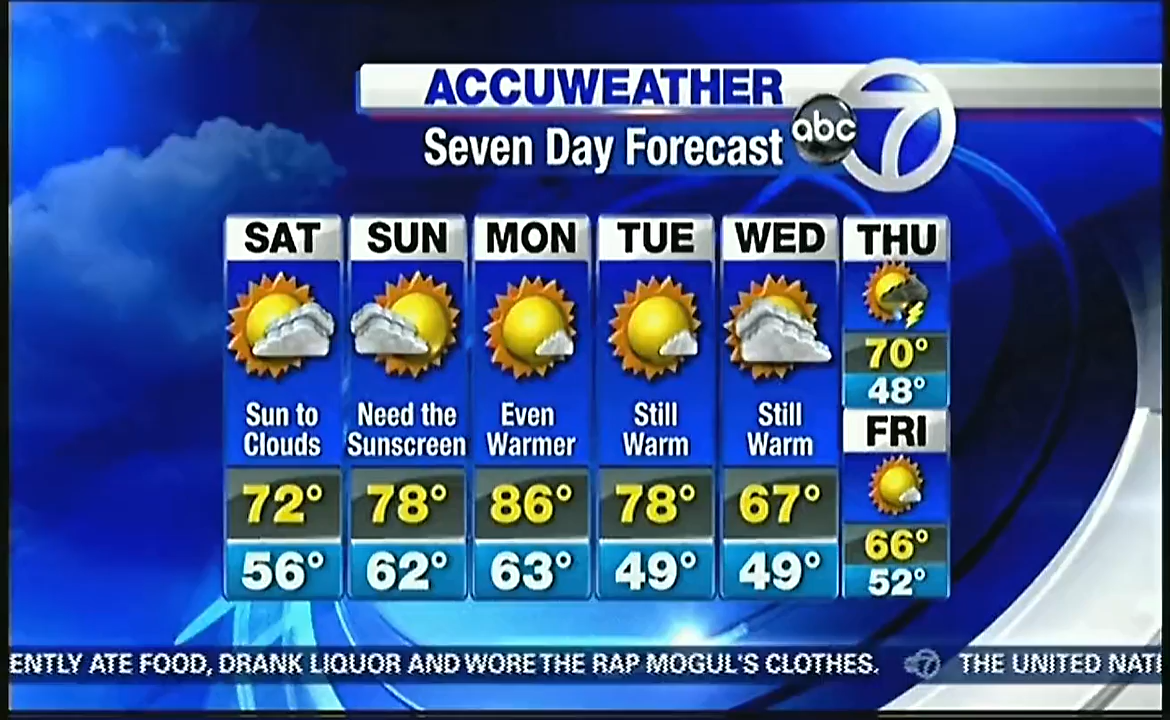 ACCUWEATHER
Seven Day Forecast
abc
7
SAT
Sun to
Clouds
72°
56°
SUN
Need the
Sunscreen
78°
62°
MON
Even
Warmer
86°
63°
TUE
Still
Warm
78°
49°
WED
Still
Warm
67°
49°
THU
70°
48°
FRI
66°
52°
ENTLY ATE FOOD, DRANK LIQUOR AND WORE THE RAP MOGUL'S CLOTHES. 7 THE UNITED NATI